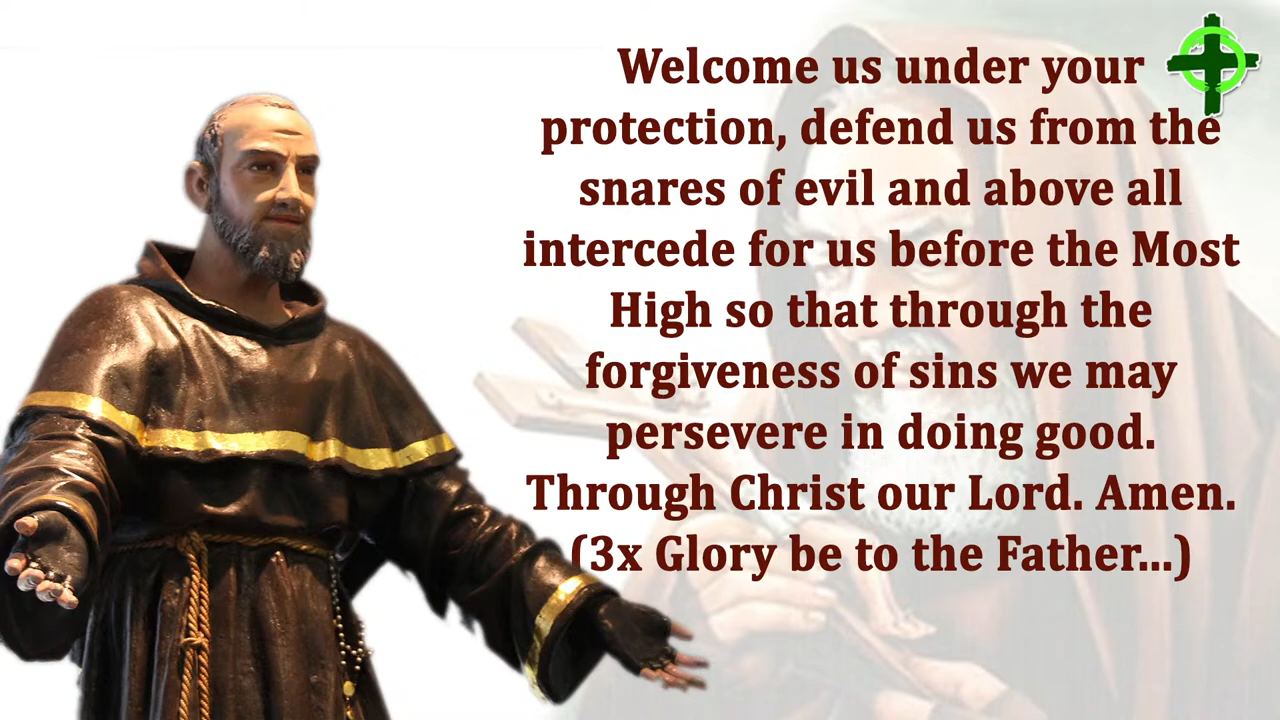 Welcome us under your
protection, defend us from the
snares of evil and above all
intercede for us before the Most
High so that through the
forgiveness of sins we may
persevere in doing good.
Through Christ our Lord. Amen.
(3x Glory be to the Father...)